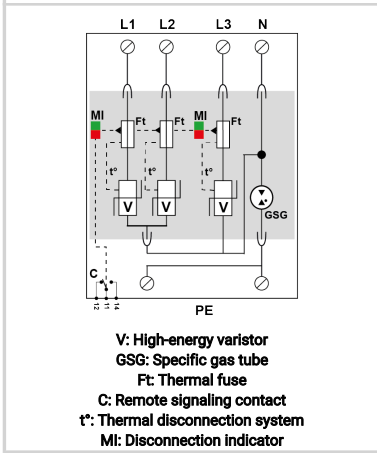 L1 L2 L3 N
MI Ft Ft MI Ft
t° t° t°
V V V GSG
C
12 11 14
PE
V: High-energy varistor
GSG: Specific gas tube
Ft: Thermal fuse
C: Remote signaling contact
t°: Thermal disconnection system
MI: Disconnection indicator